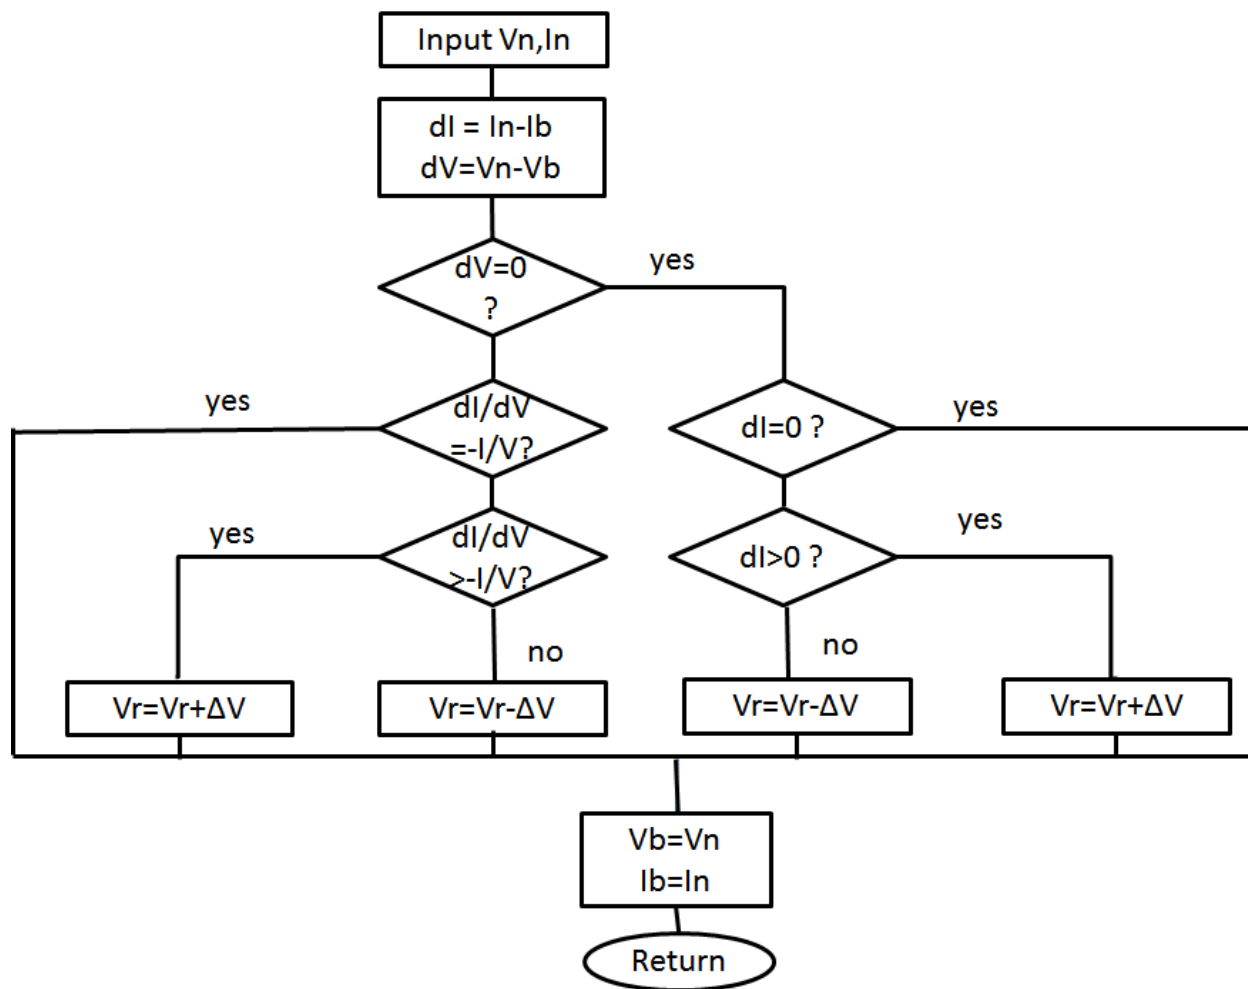 Input Vn,In
dI = In-Ib
dV=Vn-Vb
dV=0
?
yes
yes
dI/dV
=-I/V?
dI=0 ?
yes
yes
dI/dV
>-I/V?
dI>0 ?
yes
no
no
Vr=Vr+ΔV
Vr=Vr-ΔV
Vr=Vr-ΔV
Vr=Vr+ΔV
Vb=Vn
Ib=In
Return